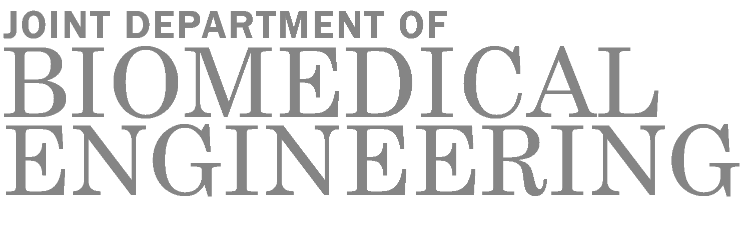 JOINT DEPARTMENT OF
BIOMEDICAL
ENGINEERING